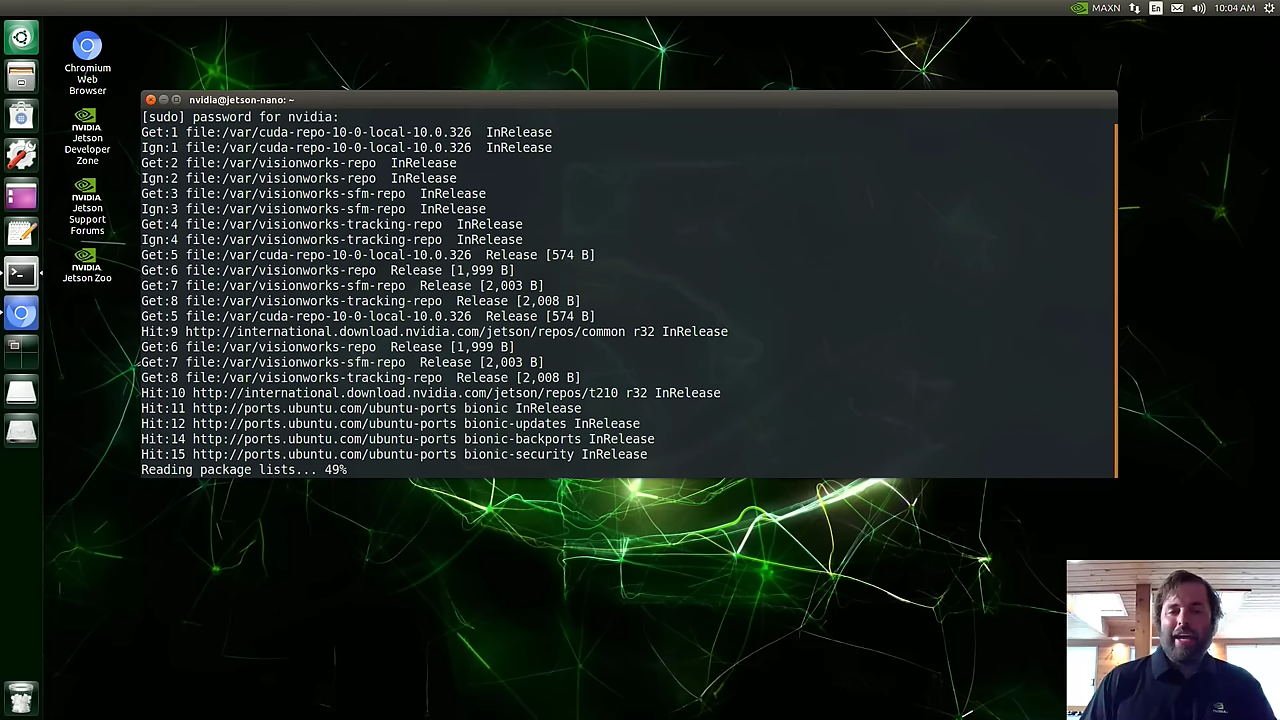 MAXN En 10:04 AM
Chromium
Web
Browser
NVIDIA.
Jetson
Developer
Zone
NVIDIA.
Jetson
Support
Forums
NVIDIA.
Jetson Zoo
nvidia@jetson-nano: ~
[sudo] password for nvidia:
Get:1 file:/var/cuda-repo-10-0-local-10.0.326  InRelease
Ign:1 file:/var/cuda-repo-10-0-local-10.0.326  InRelease
Get:2 file:/var/visionworks-repo  InRelease
Ign:2 file:/var/visionworks-repo  InRelease
Get:3 file:/var/visionworks-sfm-repo  InRelease
Ign:3 file:/var/visionworks-sfm-repo  InRelease
Get:4 file:/var/visionworks-tracking-repo  InRelease
Ign:4 file:/var/visionworks-tracking-repo  InRelease
Get:5 file:/var/cuda-repo-10-0-local-10.0.326  Release [574 B]
Get:6 file:/var/visionworks-repo  Release [1,999 B]
Get:7 file:/var/visionworks-sfm-repo  Release [2,003 B]
Get:8 file:/var/visionworks-tracking-repo  Release [2,008 B]
Get:5 file:/var/cuda-repo-10-0-local-10.0.326  Release [574 B]
Hit:9 http://international.download.nvidia.com/jetson/repos/common r32 InRelease
Get:6 file:/var/visionworks-repo  Release [1,999 B]
Get:7 file:/var/visionworks-sfm-repo  Release [2,003 B]
Get:8 file:/var/visionworks-tracking-repo  Release [2,008 B]
Hit:10 http://international.download.nvidia.com/jetson/repos/t210 r32 InRelease
Hit:11 http://ports.ubuntu.com/ubuntu-ports bionic InRelease
Hit:12 http://ports.ubuntu.com/ubuntu-ports bionic-updates InRelease
Hit:14 http://ports.ubuntu.com/ubuntu-ports bionic-backports InRelease
Hit:15 http://ports.ubuntu.com/ubuntu-ports bionic-security InRelease
Reading package lists... 49%
NVIDIA.